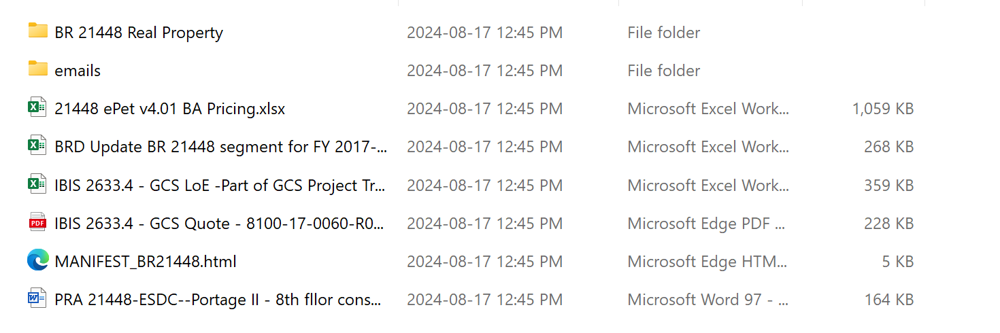 BR 21448 Real Property 2024-08-17 12:45 PM File folder
emails 2024-08-17 12:45 PM File folder
21448 ePet v4.01 BA Pricing.xlsx 2024-08-17 12:45 PM Microsoft Excel Work... 1,059 KB
BRD Update BR 21448 segment for FY 2017-... 2024-08-17 12:45 PM Microsoft Excel Work... 268 KB
IBIS 2633.4 - GCS LoE -Part of GCS Project Tr... 2024-08-17 12:45 PM Microsoft Excel Work... 359 KB
PDF IBIS 2633.4 - GCS Quote - 8100-17-0060-R0... 2024-08-17 12:45 PM Microsoft Edge PDF ... 228 KB
MANIFEST_BR21448.html 2024-08-17 12:45 PM Microsoft Edge HTM... 5 KB
PRA 21448-ESDC--Portage II - 8th fllor cons... 2024-08-17 12:45 PM Microsoft Word 97 - ... 164 KB